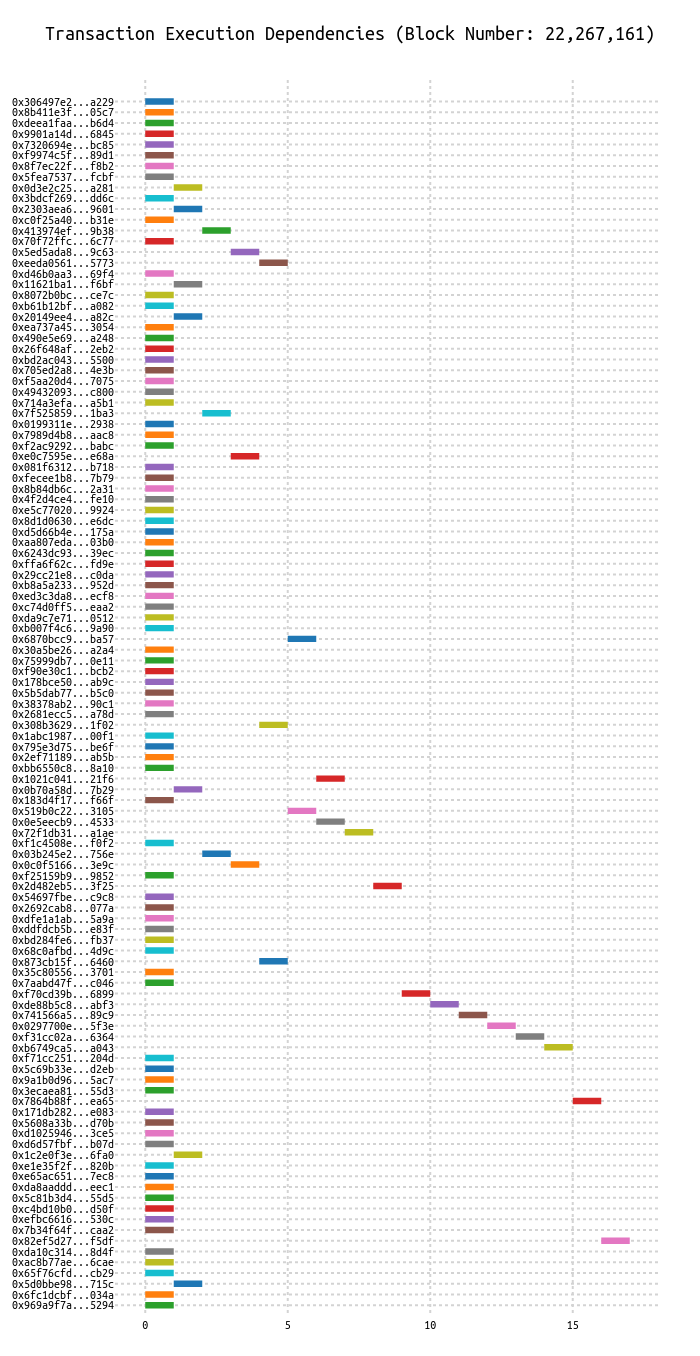 Transaction Execution Dependencies (Block Number: 22,267,161)
0x306497e2...a229
0x8b411e3f...05c7
0xdeea1faa...b6d4
0x9901a14d...6845
0x7320694e...bc85
0xf9974c5f...89d1
0x8f7ec22f...f8b2
0x5fea7537...fcbf
0x0d3e2c25...a281
0x3bdcf269...dd6c
0x2303aea6...9601
0xc0f25a40...b31e
0x413974ef...9b38
0x70f72ffc...6c77
0x5ed5ada8...9c63
0xeeda0561...5773
0xd46b0aa3...69f4
0x11621ba1...f6bf
0x8072b0bc...ce7c
0xb61b12bf...a082
0x20149ee4...a82c
0xea737a45...3054
0x490e5e69...a248
0x26f648af...2eb2
0xbd2ac043...5500
0x705ed2a8...4e3b
0xf5aa20d4...7075
0x49432093...c800
0x714a3efa...a5b1
0x7f525859...1ba3
0x0199311e...2938
0x7989d4b8...aac8
0xf2ac9292...babc
0xe0c7595e...e68a
0x081f6312...b718
0xfecee1b8...7b79
0x8b84db6c...2a31
0x4f2d4ce4...fe10
0xe5c77020...9924
0x8d1d0630...e6dc
0xd5d66b4e...175a
0xaa807eda...03b0
0x6243dc93...39ec
0xffa6f62c...fd9e
0x29cc21e8...c0da
0xb8a5a233...952d
0xed3c3da8...ecf8
0xc74d0ff5...eaa2
0xda9c7e71...0512
0xb007f4c6...9a90
0x6870bcc9...ba57
0x30a5be26...a2a4
0x75999db7...0e11
0xf90e30c1...bcb2
0x178bce50...ab9c
0x5b5dab77...b5c0
0x38378ab2...90c1
0x2681ecc5...a78d
0x308b3629...1f02
0x1abc1987...00f1
0x795e3d75...be6f
0x2ef71189...ab5b
0xbb6550c8...8a10
0x1021c041...21f6
0x0b70a58d...7b29
0x183d4f17...f66f
0x519b0c22...3105
0x0e5eecb9...4533
0x72f1db31...a1ae
0xf1c4508e...f0f2
0x03b245e2...756e
0x0c0f5166...3e9c
0xf25159b9...9852
0x2d482eb5...3f25
0x54697fbe...c9c8
0x2692cab8...077a
0xdfe1a1ab...5a9a
0xddfdcb5b...e83f
0xbd284fe6...fb37
0x68c0afbd...4d9c
0x873cb15f...6460
0x35c80556...3701
0x7aabd47f...c046
0xf70cd39b...6899
0xde88b5c8...abf3
0x741566a5...89c9
0x0297700e...5f3e
0xf31cc02a...6364
0xb6749ca5...a043
0xf71cc251...204d
0x5c69b33e...d2eb
0x9a1b0d96...5ac7
0x3ecaea81...55d3
0x7864b88f...ea65
0x171db282...e083
0x5608a33b...d70b
0xd1025946...3ce5
0xd6d57fbf...b07d
0x1c2e0f3e...6fa0
0xe1e35f2f...820b
0xe65ac651...7ec8
0xda8aaddd...eec1
0x5c81b3d4...55d5
0xc4bd10b0...d50f
0xefbc6616...530c
0x7b34f64f...caa2
0x82ef5d27...f5df
0xda10c314...8d4f
0xac8b77ae...6cae
0x65f76cfd...cb29
0x5d0bbe98...715c
0x6fc1dcbf...034a
0x969a9f7a...5294
0 5 10 15